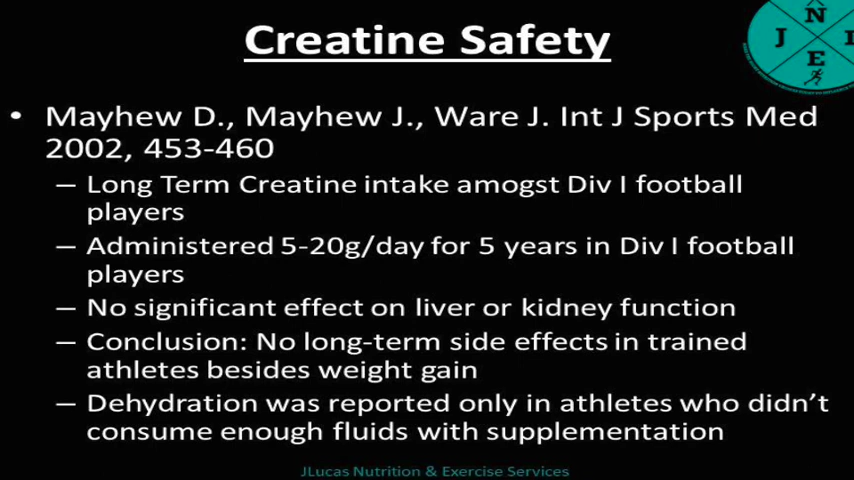 Creatine Safety
N
J
E
• Mayhew D., Mayhew J., Ware J. Int J Sports Med
2002, 453-460
– Long Term Creatine intake amogst Div I football
players
– Administered 5-20g/day for 5 years in Div I football
players
– No significant effect on liver or kidney function
– Conclusion: No long-term side effects in trained
athletes besides weight gain
– Dehydration was reported only in athletes who didn't
consume enough fluids with supplementation
JLucas Nutrition & Exercise Services